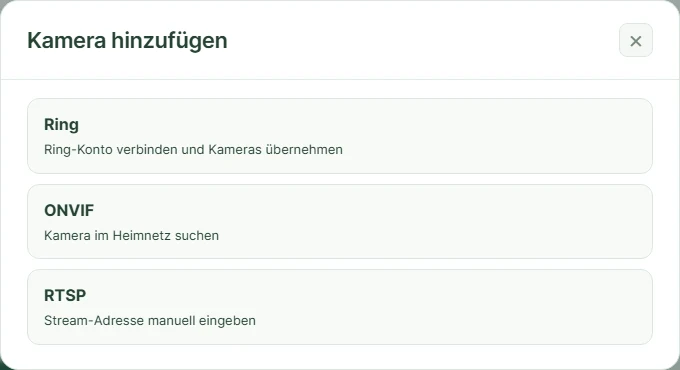 Kamera hinzufügen
Ring
Ring-Konto verbinden und Kameras übernehmen
ONVIF
Kamera im Heimnetz suchen
RTSP
Stream-Adresse manuell eingeben